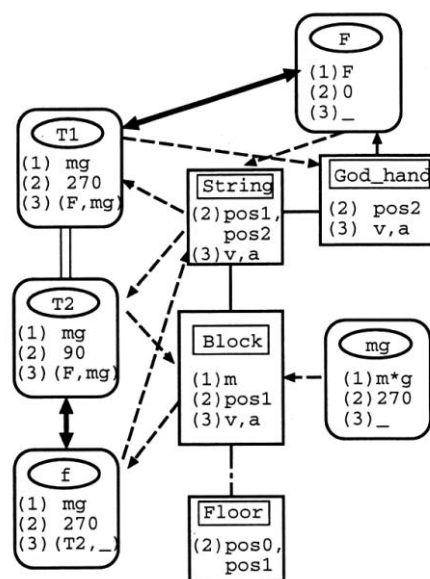 F
(1)F
(2)0
(3)_
T1
(1) mg
(2) 270
(3)(F,mg)
String
(2)pos1,
pos2
(3)v,a
God_hand
(2) pos2
(3) v,a
T2
(1) mg
(2) 90
(3)(F,mg)
Block
(1)m
(2)pos1
(3)v,a
mg
(1)m*g
(2)270
(3)_
f
(1) mg
(2) 270
(3)(T2,_)
Floor
(2)pos0,
pos1